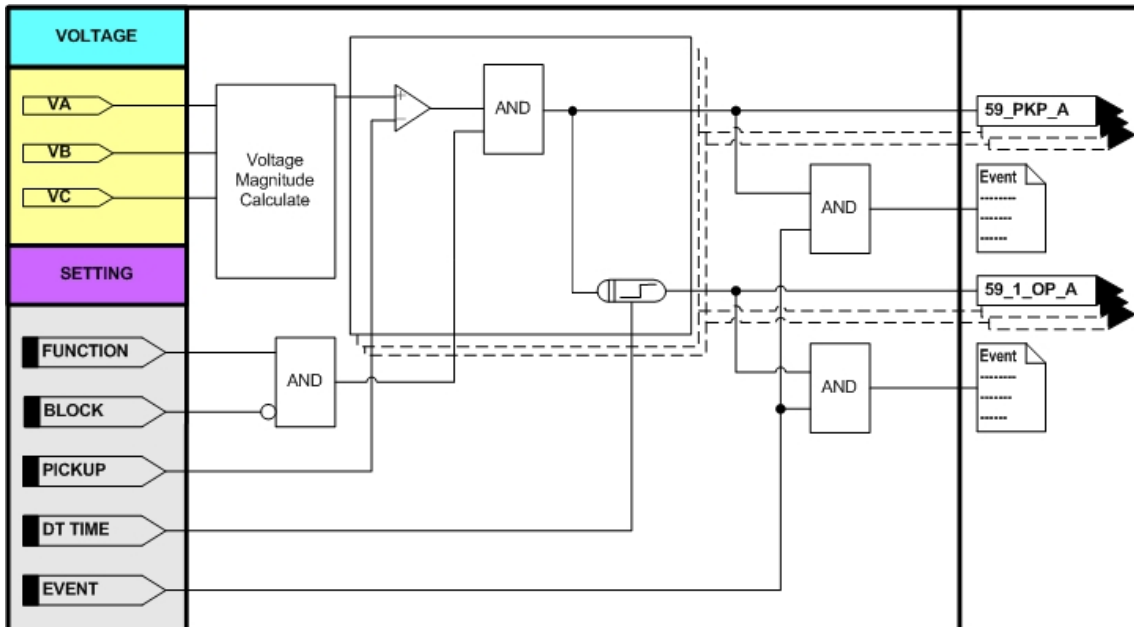 VOLTAGE
VA
VB
VC
Voltage
Magnitude
Calculate
+
−
AND
59_PKP_A
AND
Event
59_1_OP_A
AND
Event
SETTING
FUNCTION
BLOCK
AND
PICKUP
DT TIME
EVENT